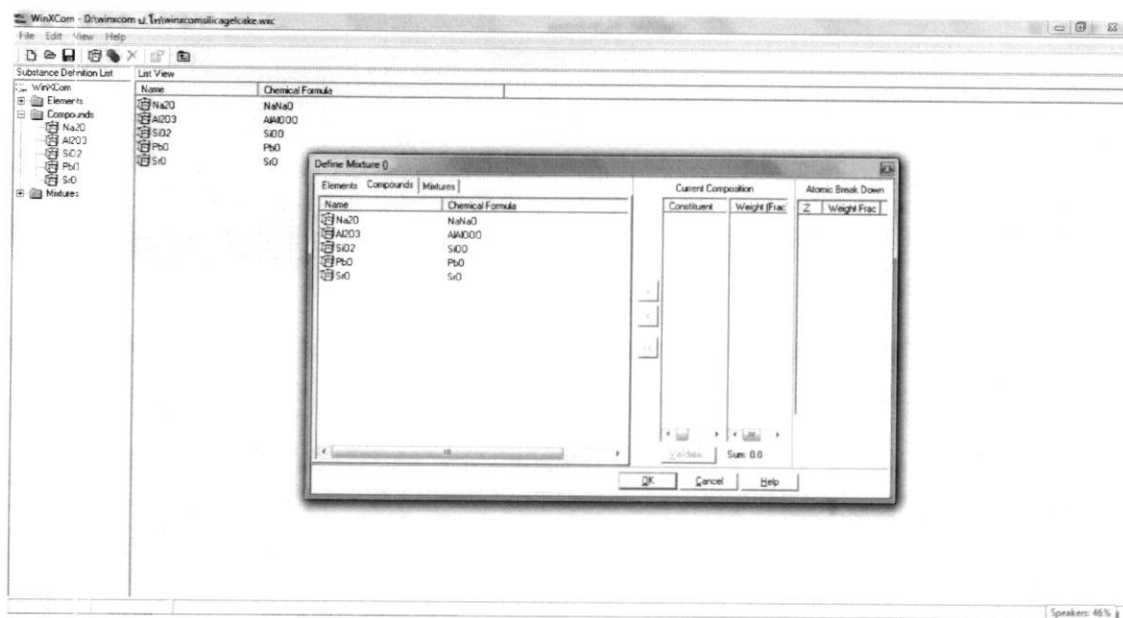 WinXCom - D:\winxcom ป.โท\winxcomsilicagelcake.wxc
File Edit View Help
Substance Definition List
List View
WinXCom
Elements
Compounds
Na2O
Al2O3
SiO2
PbO
SrO
Mixtures
Name Chemical Formula
Na2O NaNaO
Al2O3 AlAlOOO
SiO2 SiOO
PbO PbO
SrO SrO
Define Mixture ()
Elements Compounds Mixtures
Name Chemical Formula
Na2O NaNaO
Al2O3 AlAlOOO
SiO2 SiOO
PbO PbO
SrO SrO
>
<
<<
Current Composition
Constituent Weight (Frac
Atomic Break Down
Z Weight Frac
Validate Sum 0.0
OK Cancel Help
Speakers: 46%